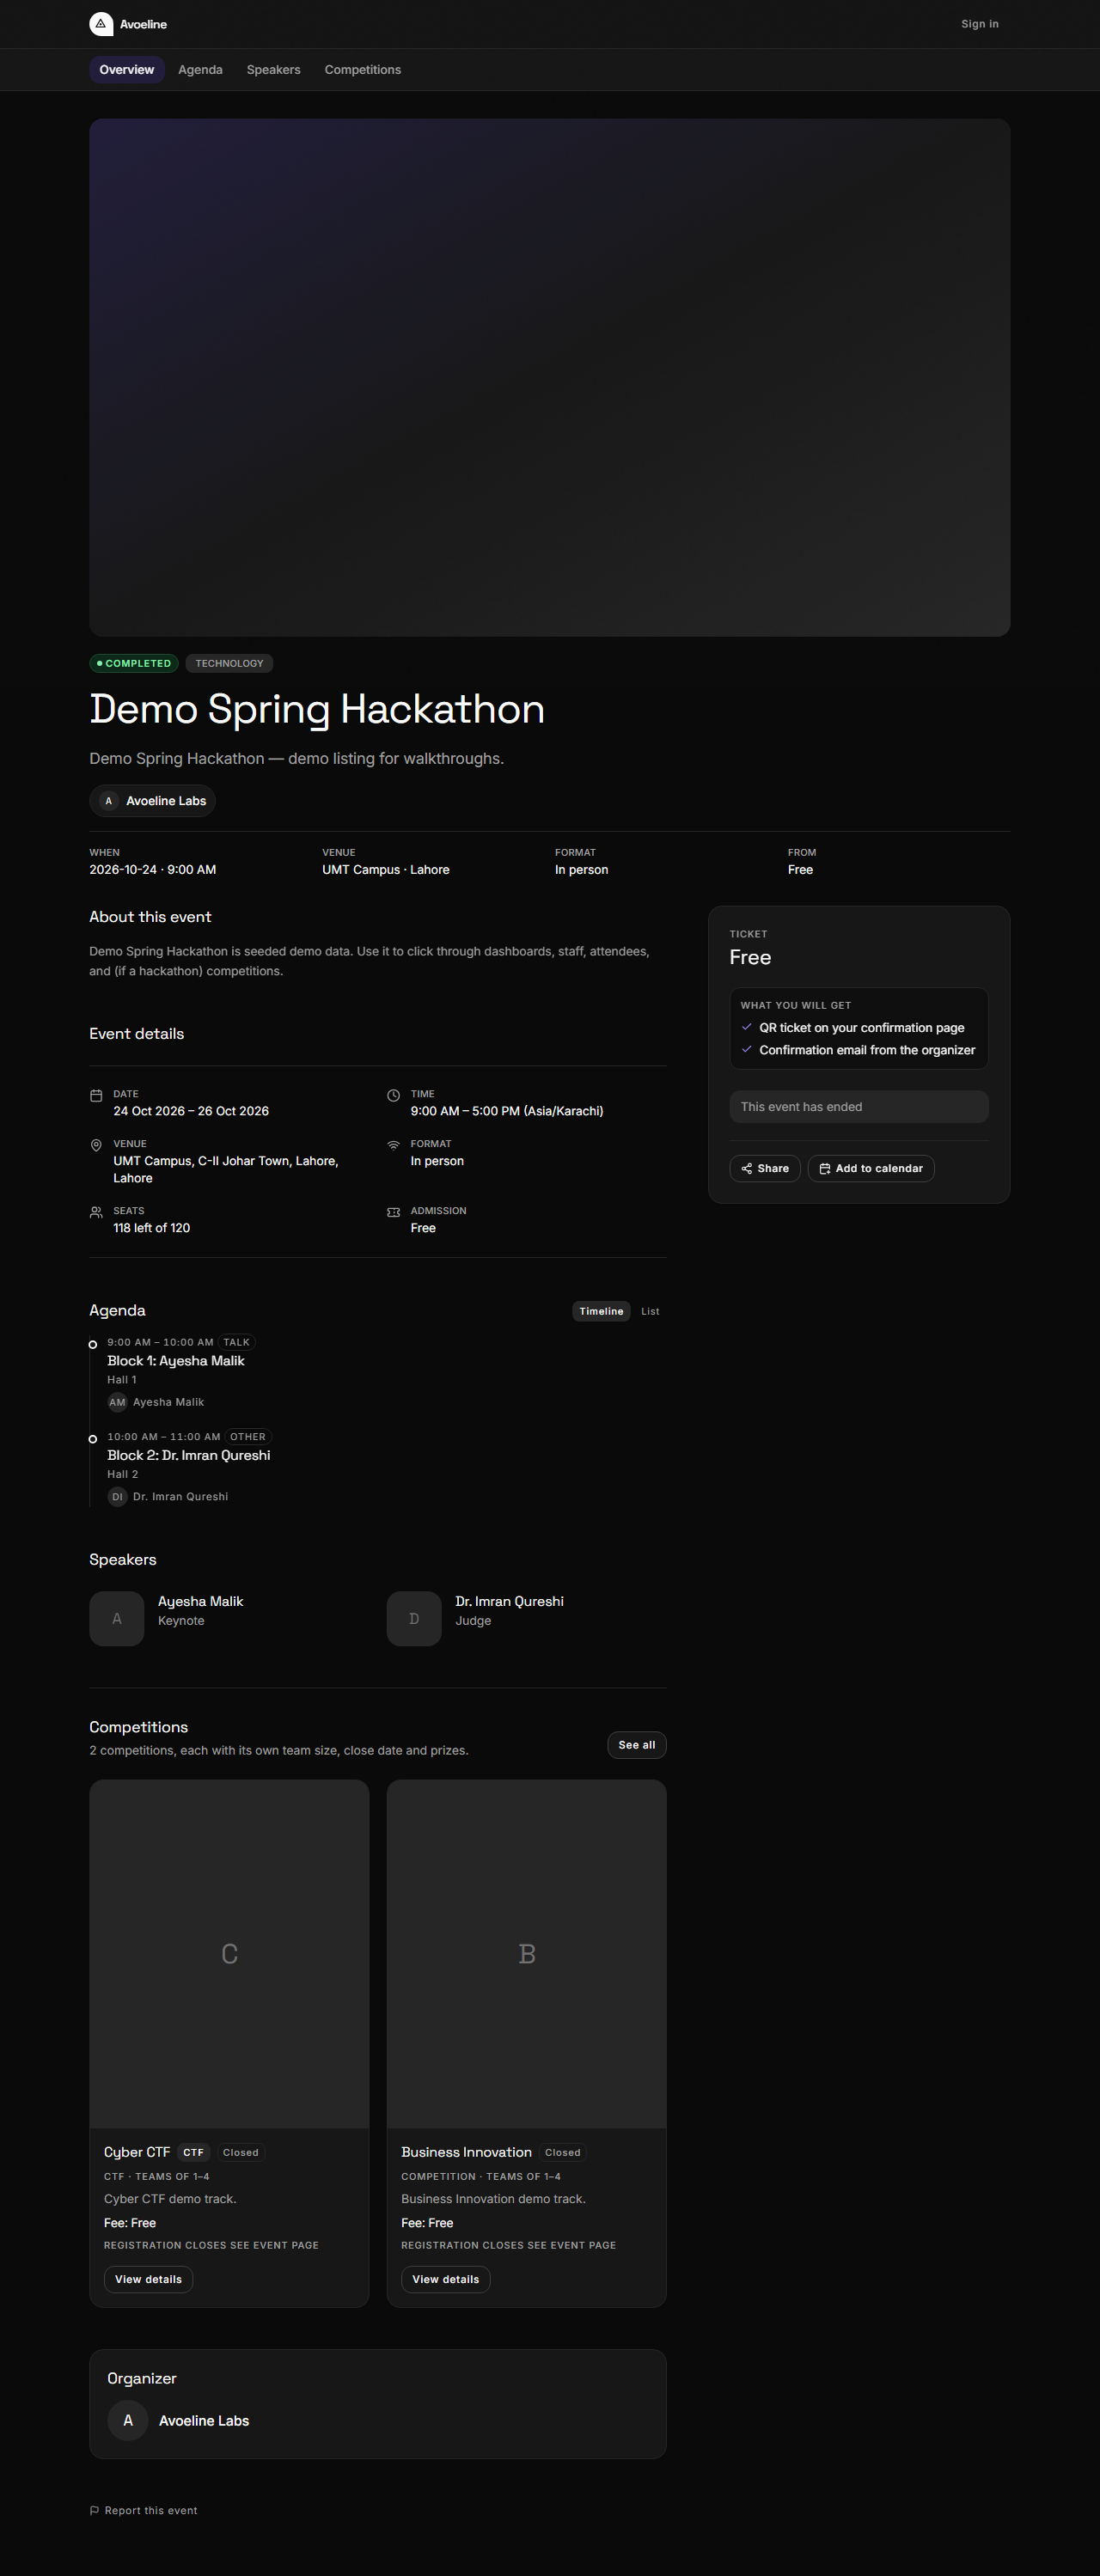 Avoeline
Sign in
Overview Agenda Speakers Competitions
COMPLETED TECHNOLOGY
Demo Spring Hackathon
Demo Spring Hackathon — demo listing for walkthroughs.
A Avoeline Labs
WHEN VENUE FORMAT FROM
2026-10-24 · 9:00 AM UMT Campus · Lahore In person Free
About this event
Demo Spring Hackathon is seeded demo data. Use it to click through dashboards, staff, attendees,
and (if a hackathon) competitions.
TICKET
Free
WHAT YOU WILL GET
QR ticket on your confirmation page
Confirmation email from the organizer
This event has ended
Share Add to calendar
Event details
DATE TIME
24 Oct 2026 – 26 Oct 2026 9:00 AM – 5:00 PM (Asia/Karachi)
VENUE FORMAT
UMT Campus, C-II Johar Town, Lahore, In person
Lahore
SEATS ADMISSION
118 left of 120 Free
Agenda Timeline List
9:00 AM – 10:00 AM TALK
Block 1: Ayesha Malik
Hall 1
AM Ayesha Malik
10:00 AM – 11:00 AM OTHER
Block 2: Dr. Imran Qureshi
Hall 2
DI Dr. Imran Qureshi
Speakers
A Ayesha Malik
Keynote
D Dr. Imran Qureshi
Judge
Competitions
2 competitions, each with its own team size, close date and prizes.
See all
C
Cyber CTF CTF Closed
CTF · TEAMS OF 1–4
Cyber CTF demo track.
Fee: Free
REGISTRATION CLOSES SEE EVENT PAGE
View details
B
Business Innovation Closed
COMPETITION · TEAMS OF 1–4
Business Innovation demo track.
Fee: Free
REGISTRATION CLOSES SEE EVENT PAGE
View details
Organizer
A Avoeline Labs
Report this event